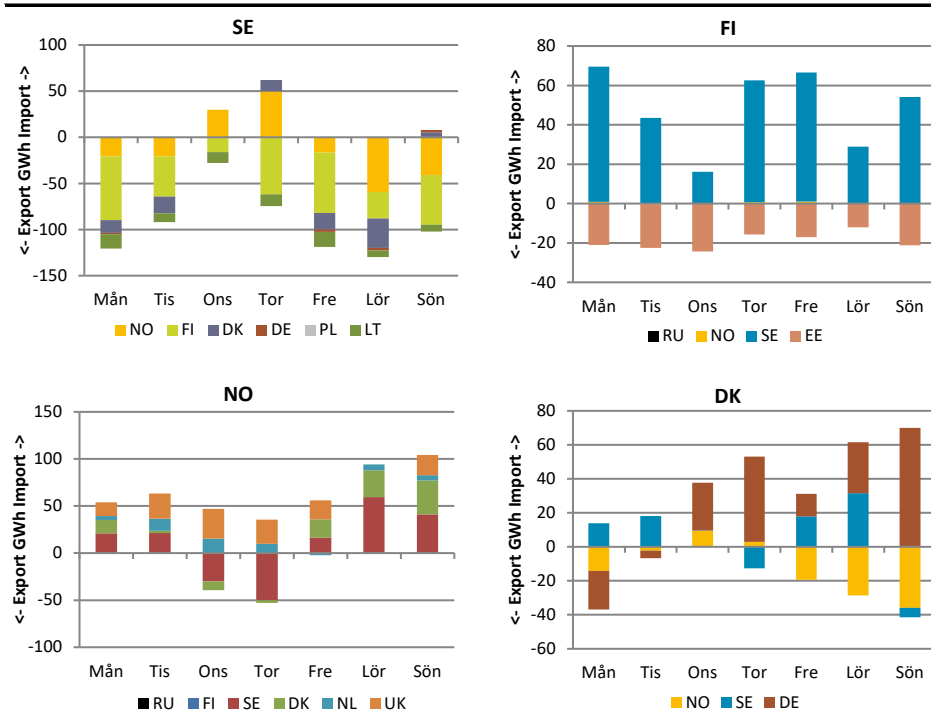 SE
<- Export GWh Import ->
100
50
0
-50
-100
-150
Mån Tis Ons Tor Fre Lör Sön
NO FI DK DE PL LT
FI
<- Export GWh Import ->
80
60
40
20
0
-20
-40
Mån Tis Ons Tor Fre Lör Sön
RU NO SE EE
NO
<- Export GWh Import ->
150
100
50
0
-50
-100
Mån Tis Ons Tor Fre Lör Sön
RU FI SE DK NL UK
DK
<- Export GWh Import ->
80
60
40
20
0
-20
-40
-60
Mån Tis Ons Tor Fre Lör Sön
NO SE DE